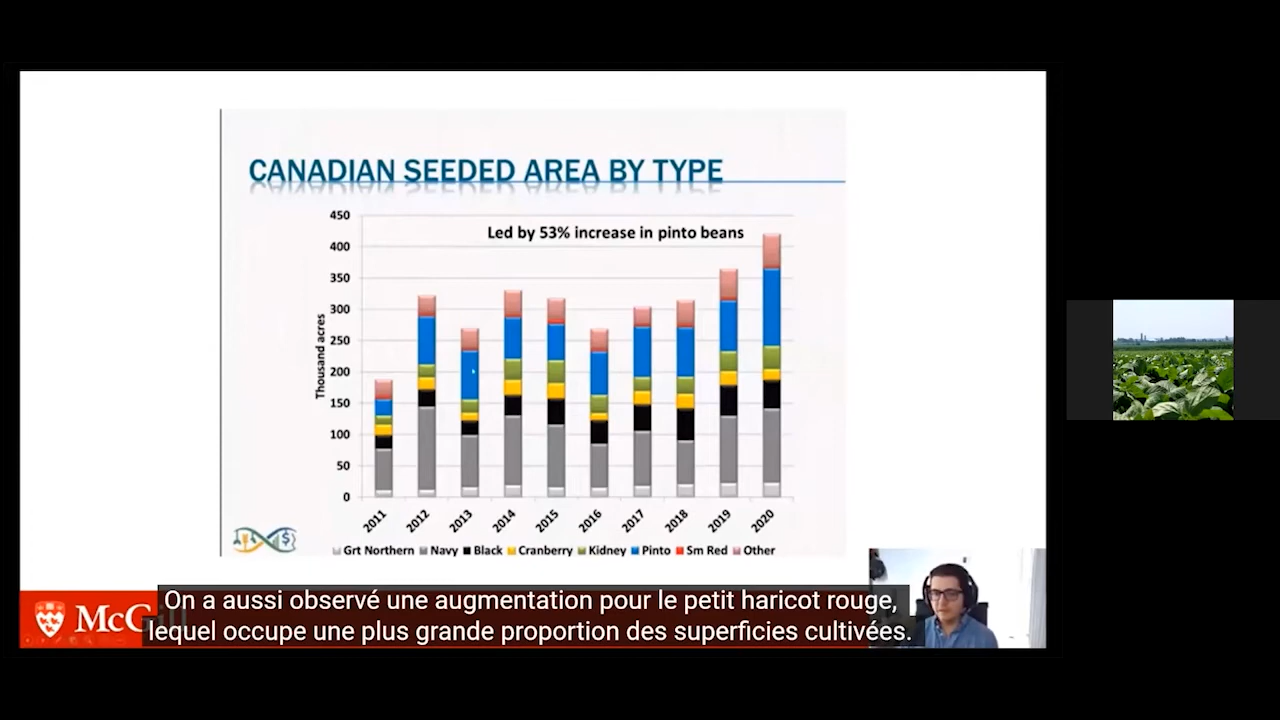 CANADIAN SEEDED AREA BY TYPE
Led by 53% increase in pinto beans
Thousand acres
450
400
350
300
250
200
150
100
50
0
2011 2012 2013 2014 2015 2016 2017 2018 2019 2020
Grt Northern Navy Black Cranberry Kidney Pinto Sm Red Other
McGill
On a aussi observé une augmentation pour le petit haricot rouge,
lequel occupe une plus grande proportion des superficies cultivées.